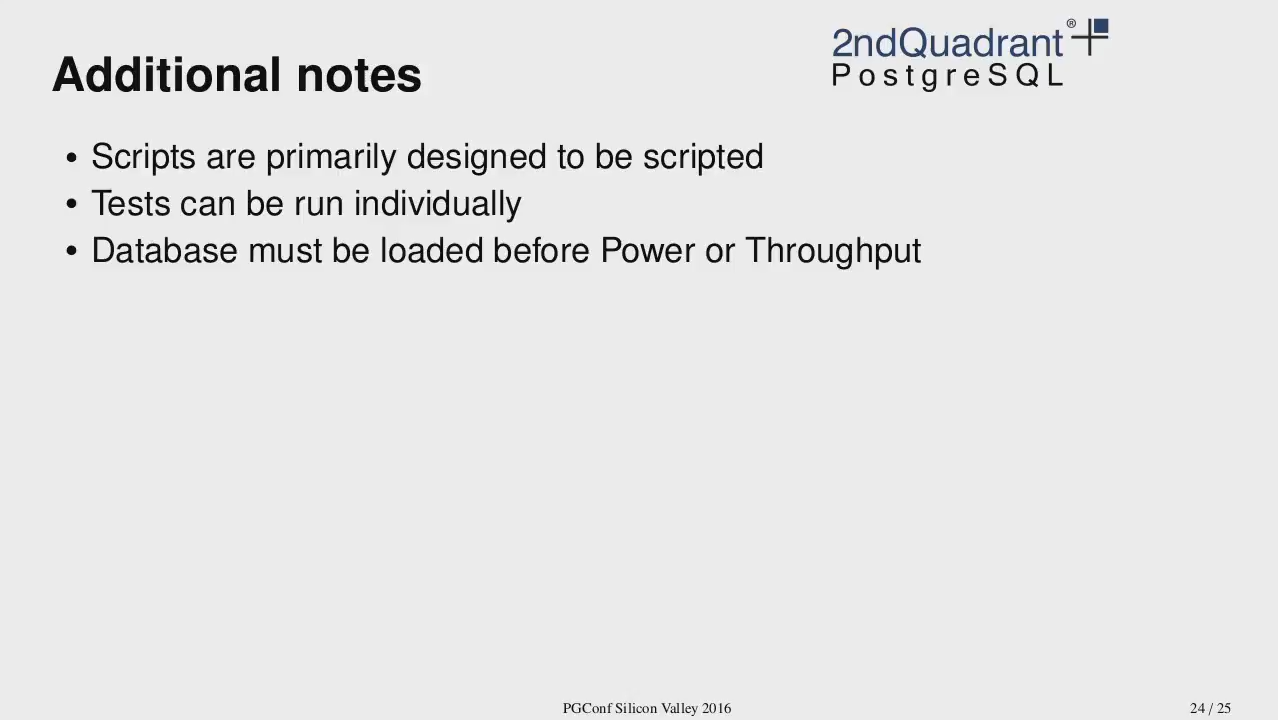 2ndQuadrant®
PostgreSQL
Additional notes
• Scripts are primarily designed to be scripted
• Tests can be run individually
• Database must be loaded before Power or Throughput
PGConf Silicon Valley 2016
24 / 25